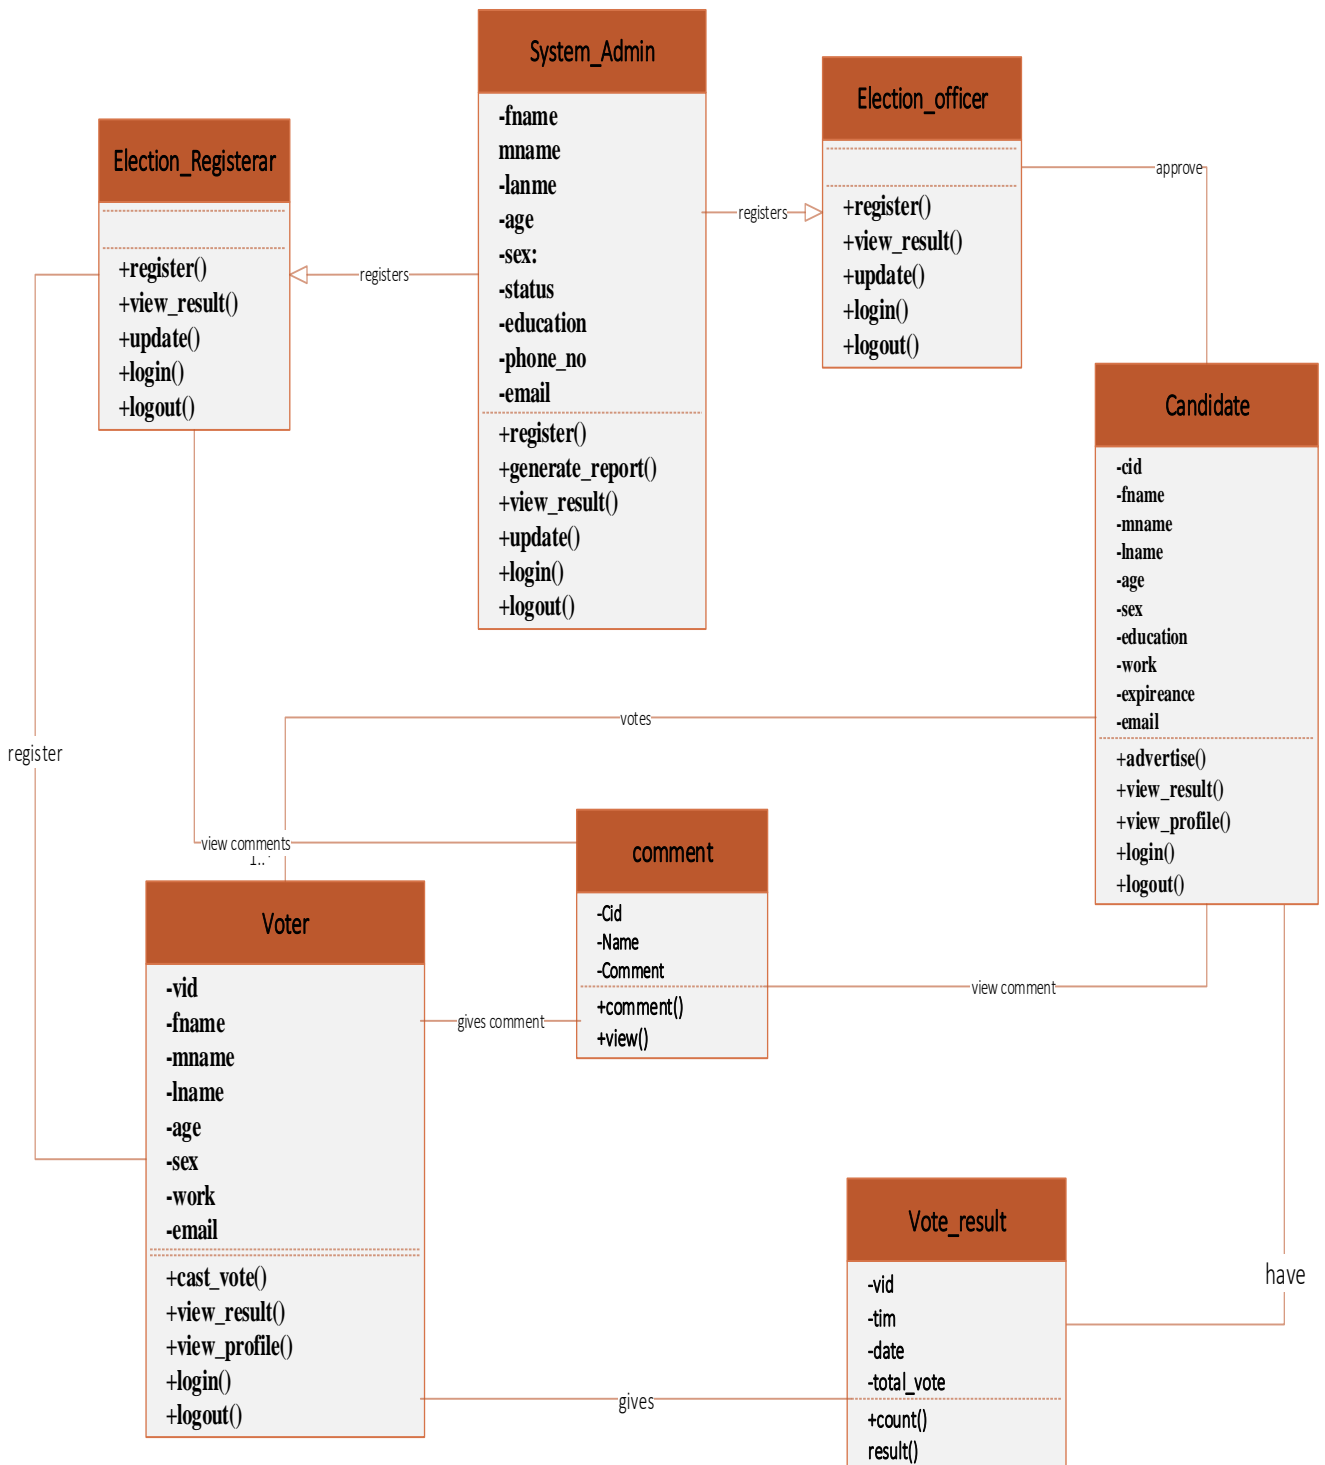 System_Admin
-fname
mname
-lanme
-age
-sex:
-status
-education
-phone_no
-email
+register()
+generate_report()
+view_result()
+update()
+login()
+logout()
Election_officer
+register()
+view_result()
+update()
+login()
+logout()
Election_Registerar
+register()
+view_result()
+update()
+login()
+logout()
registers
registers
approve
Candidate
-cid
-fname
-mname
-lname
-age
-sex
-education
-work
-expireance
-email
+advertise()
+view_result()
+view_profile()
+login()
+logout()
votes
register
view comments
comment
-Cid
-Name
-Comment
+comment()
+view()
Voter
-vid
-fname
-mname
-lname
-age
-sex
-work
-email
+cast_vote()
+view_result()
+view_profile()
+login()
+logout()
gives comment
view comment
Vote_result
-vid
-tim
-date
-total_vote
+count()
result()
have
gives